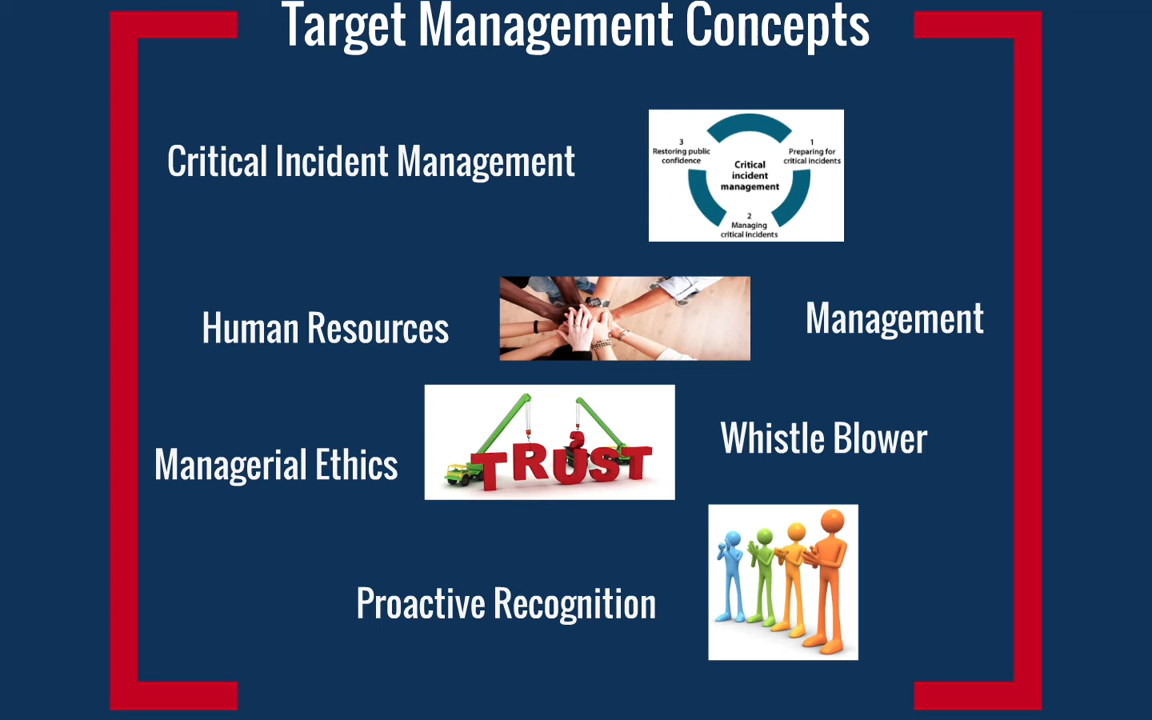 Target Management Concepts
Critical Incident Management
3
Restoring public
confidence
1
Preparing for
critical incidents
Critical
incident
management
2
Managing
critical incidents
Human Resources
Management
Managerial Ethics
TRUST
Whistle Blower
Proactive Recognition